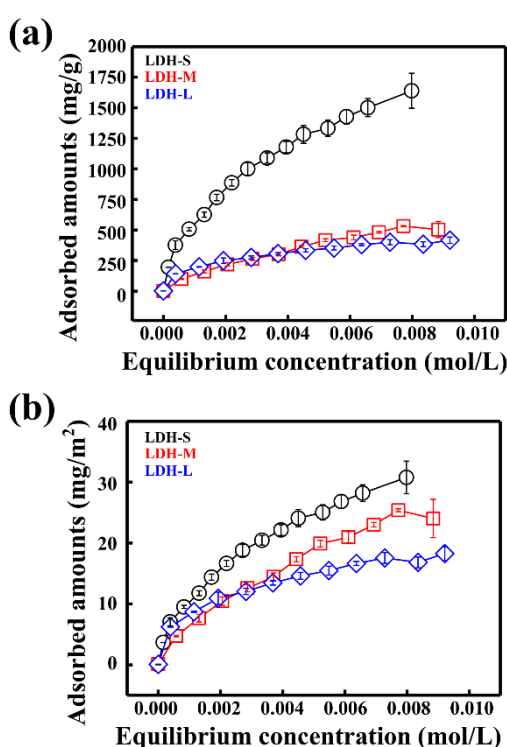 (a)
2000
1750
1500
1250
1000
750
500
250
0
Adsorbed amounts (mg/g)
LDH-S
LDH-M
LDH-L
0.000 0.002 0.004 0.006 0.008 0.010
Equilibrium concentration (mol/L)
(b)
40
30
20
10
0
Adsorbed amounts (mg/m²)
LDH-S
LDH-M
LDH-L
0.000 0.002 0.004 0.006 0.008 0.010
Equilibrium concentration (mol/L)